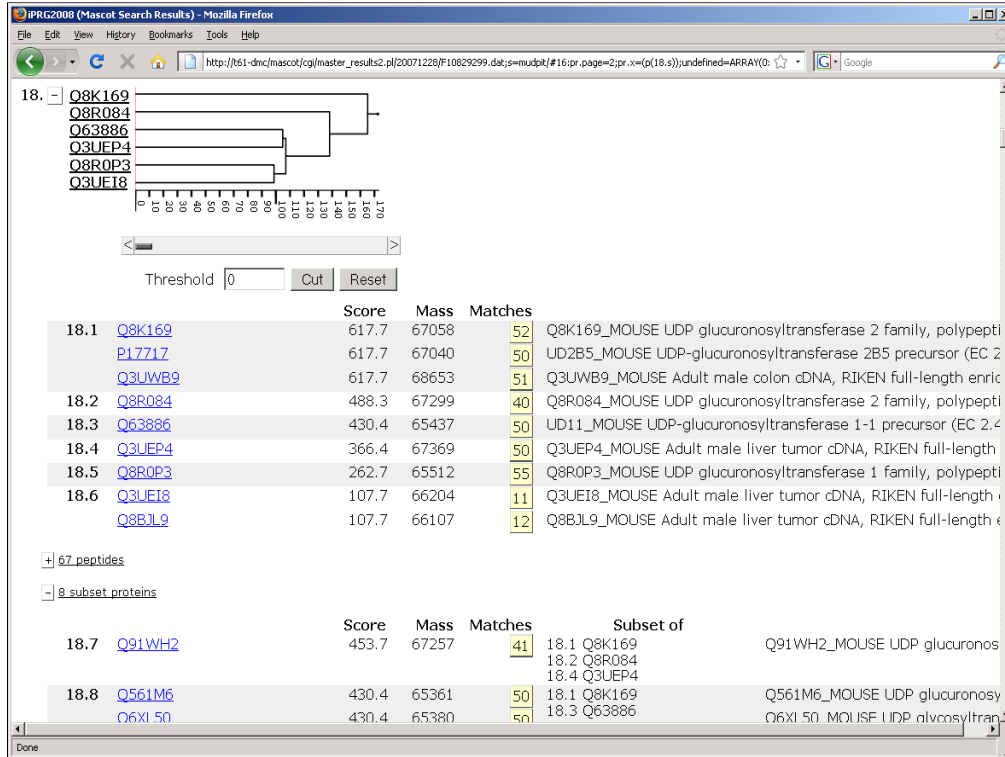 iPRG2008 (Mascot Search Results) - Mozilla Firefox
File Edit View History Bookmarks Tools Help
http://t61-dmc/mascot/cgi/master_results2.pl/20071228/F10829299.dat;s=mudpit/#16:pr.page=2;pr.x=(p(18.s));undefined=ARRAY(0: G Google
18. - Q8K169
Q8R084
Q63886
Q3UEP4
Q8R0P3
Q3UEI8
0 10 20 30 40 50 60 70 80 90 100 110 120 130 140 150 160 170
< >
Threshold 0 Cut Reset
Score Mass Matches
18.1 Q8K169 617.7 67058 52 Q8K169_MOUSE UDP glucuronosyltransferase 2 family, polypepti
P17717 617.7 67040 50 UD2B5_MOUSE UDP-glucuronosyltransferase 2B5 precursor (EC 2
Q3UWB9 617.7 68653 51 Q3UWB9_MOUSE Adult male colon cDNA, RIKEN full-length enric
18.2 Q8R084 488.3 67299 40 Q8R084_MOUSE UDP glucuronosyltransferase 2 family, polypepti
18.3 Q63886 430.4 65437 50 UD11_MOUSE UDP-glucuronosyltransferase 1-1 precursor (EC 2.4
18.4 Q3UEP4 366.4 67369 50 Q3UEP4_MOUSE Adult male liver tumor cDNA, RIKEN full-length
18.5 Q8R0P3 262.7 65512 55 Q8R0P3_MOUSE UDP glucuronosyltransferase 1 family, polypepti
18.6 Q3UEI8 107.7 66204 11 Q3UEI8_MOUSE Adult male liver tumor cDNA, RIKEN full-length
Q8BJL9 107.7 66107 12 Q8BJL9_MOUSE Adult male liver tumor cDNA, RIKEN full-length e
+ 67 peptides
- 8 subset proteins
Score Mass Matches Subset of
18.7 Q91WH2 453.7 67257 41 18.1 Q8K169 Q91WH2_MOUSE UDP glucuronos
18.2 Q8R084
18.4 Q3UEP4
18.8 Q561M6 430.4 65361 50 18.1 Q8K169 Q561M6_MOUSE UDP glucuronosy
18.3 Q63886
Q6XL50 430.4 65380 50 Q6XL50_MOUSE UDP glycosyltran
Done